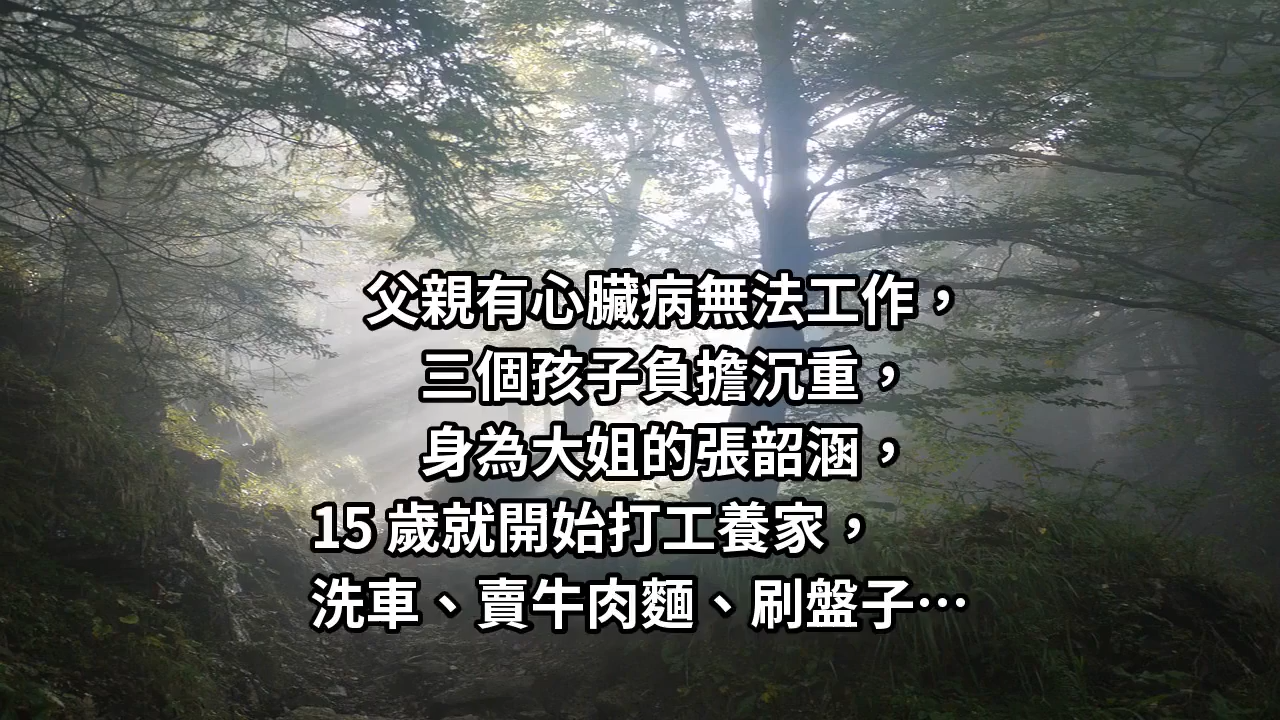 父親有心臟病無法工作，
三個孩子負擔沉重，
身為大姐的張韶涵，
15 歲就開始打工養家，
洗車、賣牛肉麵、刷盤子…